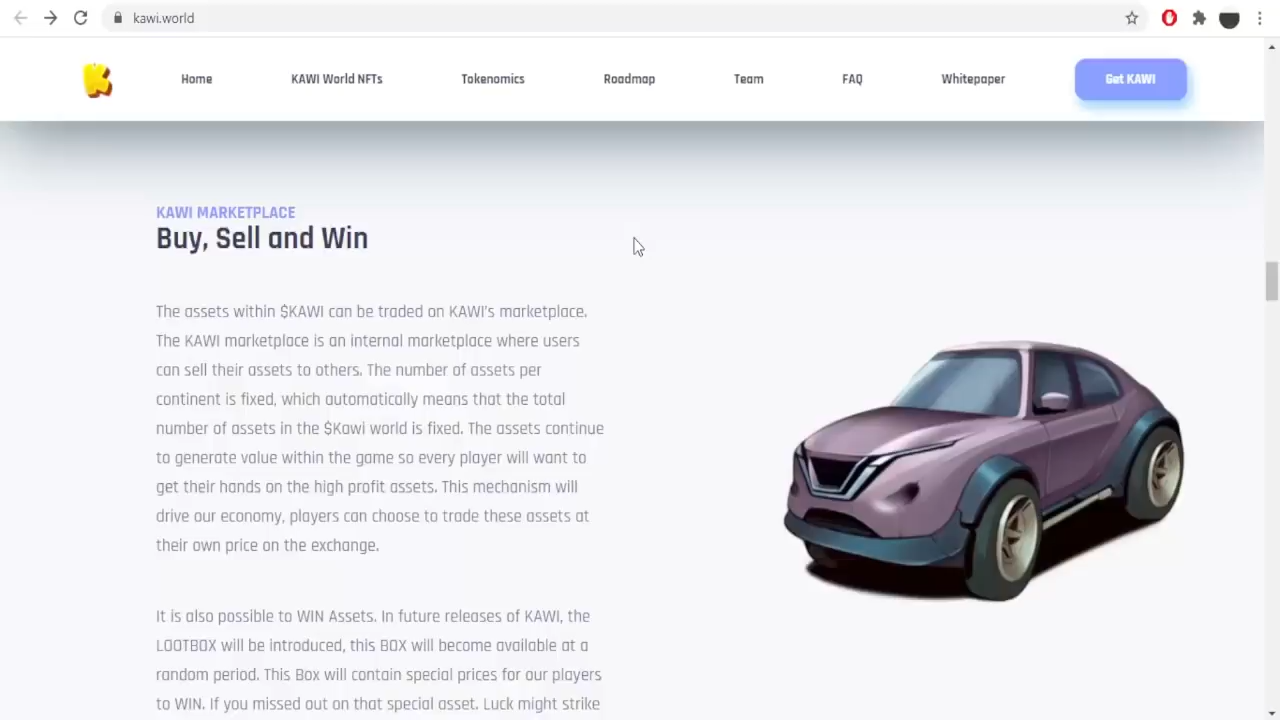 kawi.world
K
Home KAWI World NFTs Tokenomics Roadmap Team FAQ Whitepaper Get KAWI
KAWI MARKETPLACE
Buy, Sell and Win
The assets within $KAWI can be traded on KAWI's marketplace.
The KAWI marketplace is an internal marketplace where users
can sell their assets to others. The number of assets per
continent is fixed, which automatically means that the total
number of assets in the $Kawi world is fixed. The assets continue
to generate value within the game so every player will want to
get their hands on the high profit assets. This mechanism will
drive our economy, players can choose to trade these assets at
their own price on the exchange.
It is also possible to WIN Assets. In future releases of KAWI, the
LOOTBOX will be introduced, this BOX will become available at a
random period. This Box will contain special prices for our players
to WIN. If you missed out on that special asset. Luck might strike